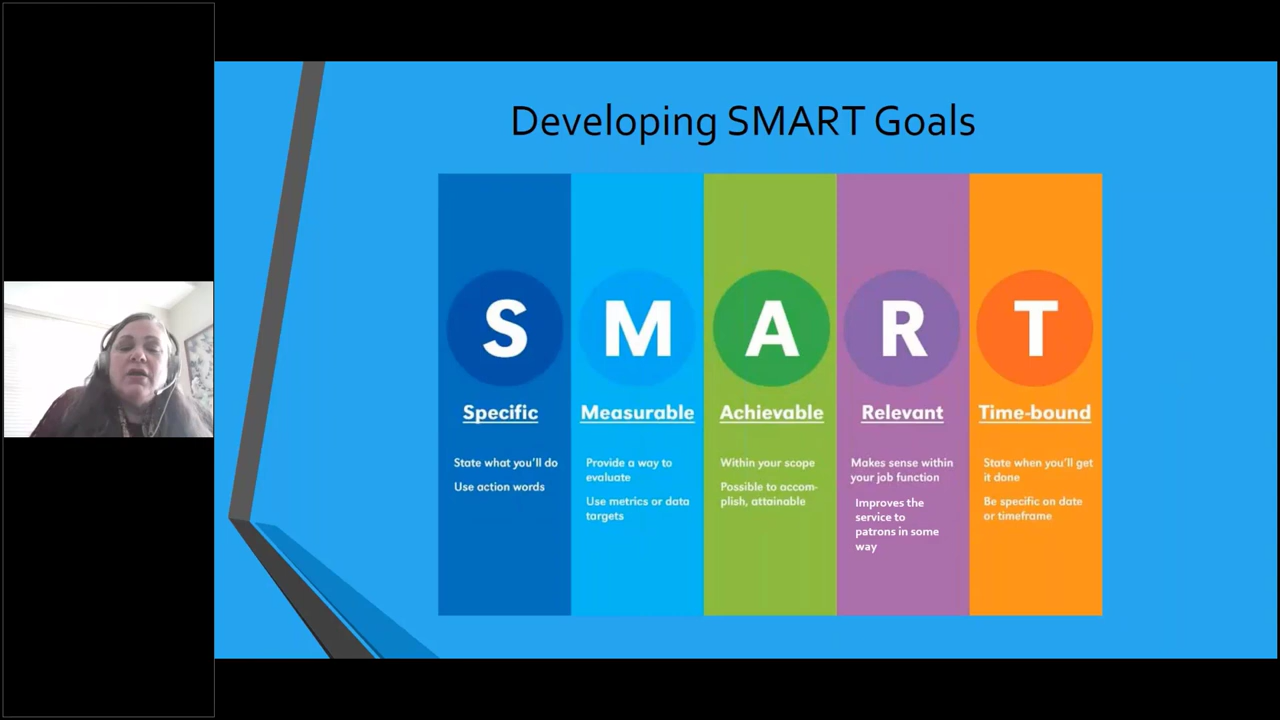 Developing SMART Goals
S
Specific
State what you'll do
Use action words
M
Measurable
Provide a way to
evaluate
Use metrics or data
targets
A
Achievable
Within your scope
Possible to accom-
plish, attainable
R
Relevant
Makes sense within
your job function
Improves the
service to
patrons in some
way
T
Time-bound
State when you'll get
it done
Be specific on date
or timeframe